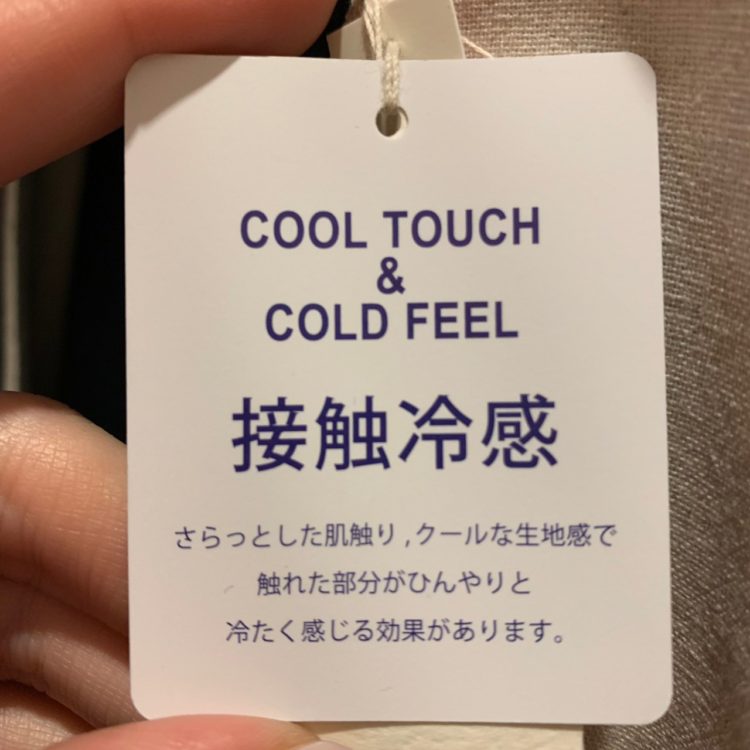 COOL TOUCH
&
COLD FEEL
接触冷感
さらっとした肌触り,クールな生地感で
触れた部分がひんやりと
冷たく感じる効果があります。